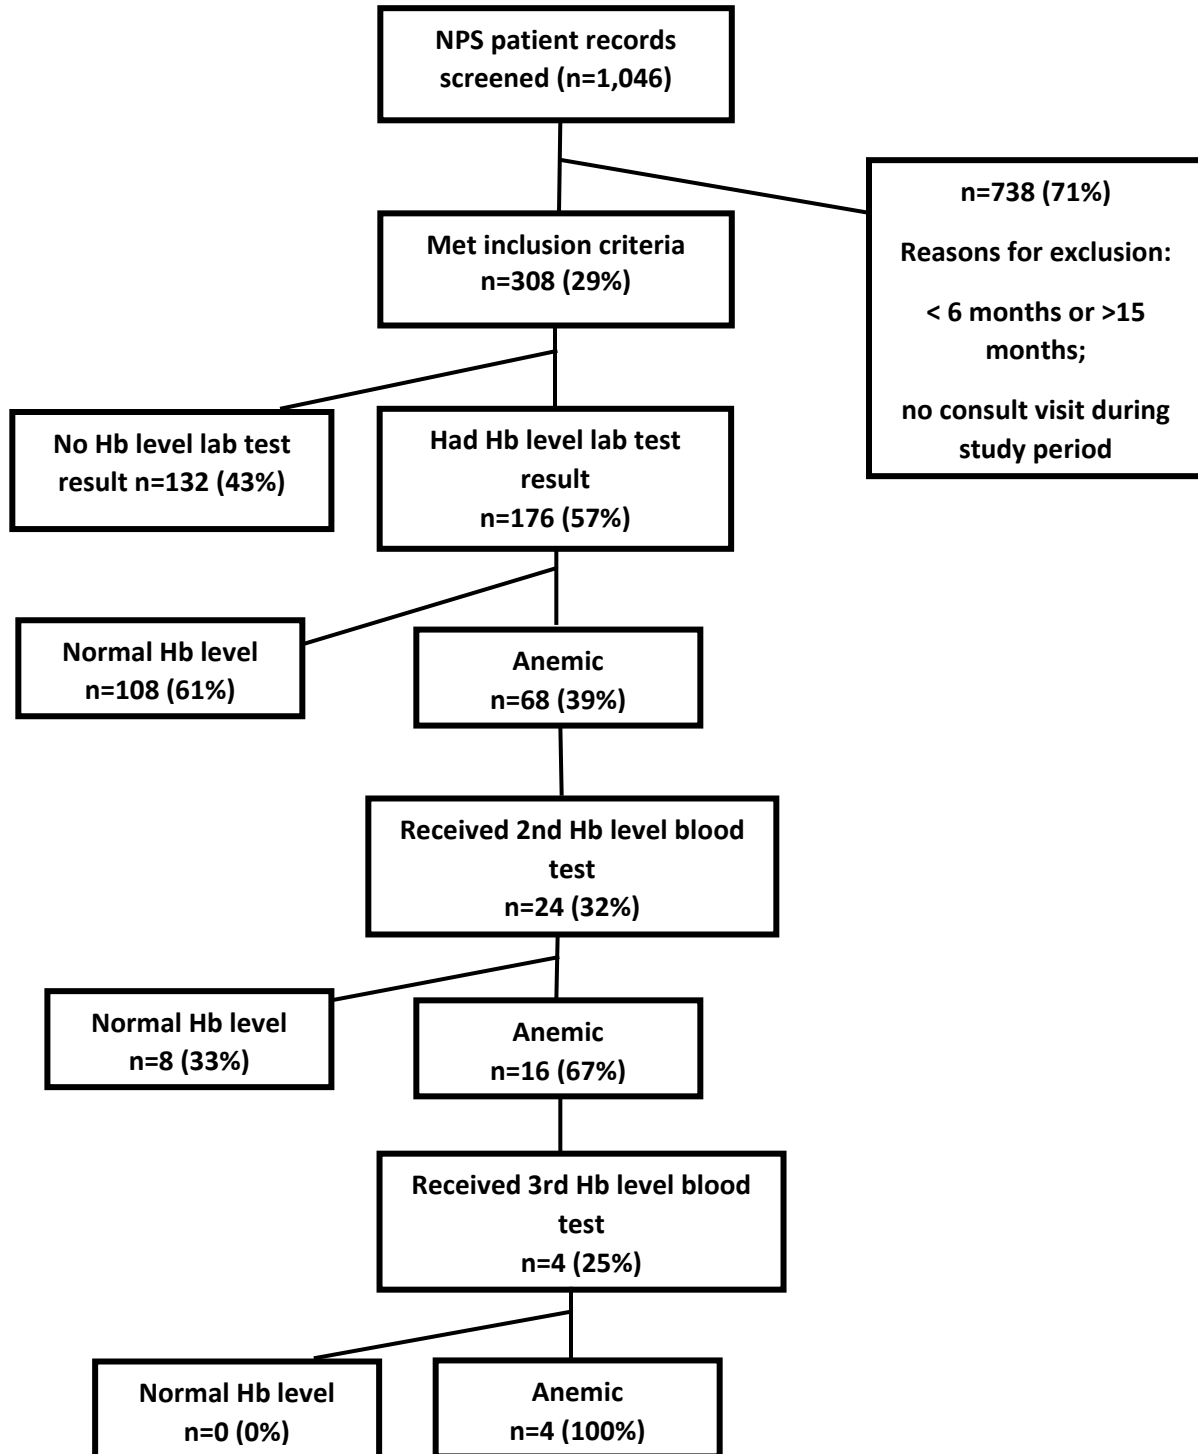 NPS patient records
screened (n=1,046)
n=738 (71%)
Reasons for exclusion:
< 6 months or >15
months;
no consult visit during
study period
Met inclusion criteria
n=308 (29%)
No Hb level lab test
result n=132 (43%)
Had Hb level lab test
result
n=176 (57%)
Normal Hb level
n=108 (61%)
Anemic
n=68 (39%)
Received 2nd Hb level blood
test
n=24 (32%)
Normal Hb level
n=8 (33%)
Anemic
n=16 (67%)
Received 3rd Hb level blood
test
n=4 (25%)
Normal Hb level
n=0 (0%)
Anemic
n=4 (100%)